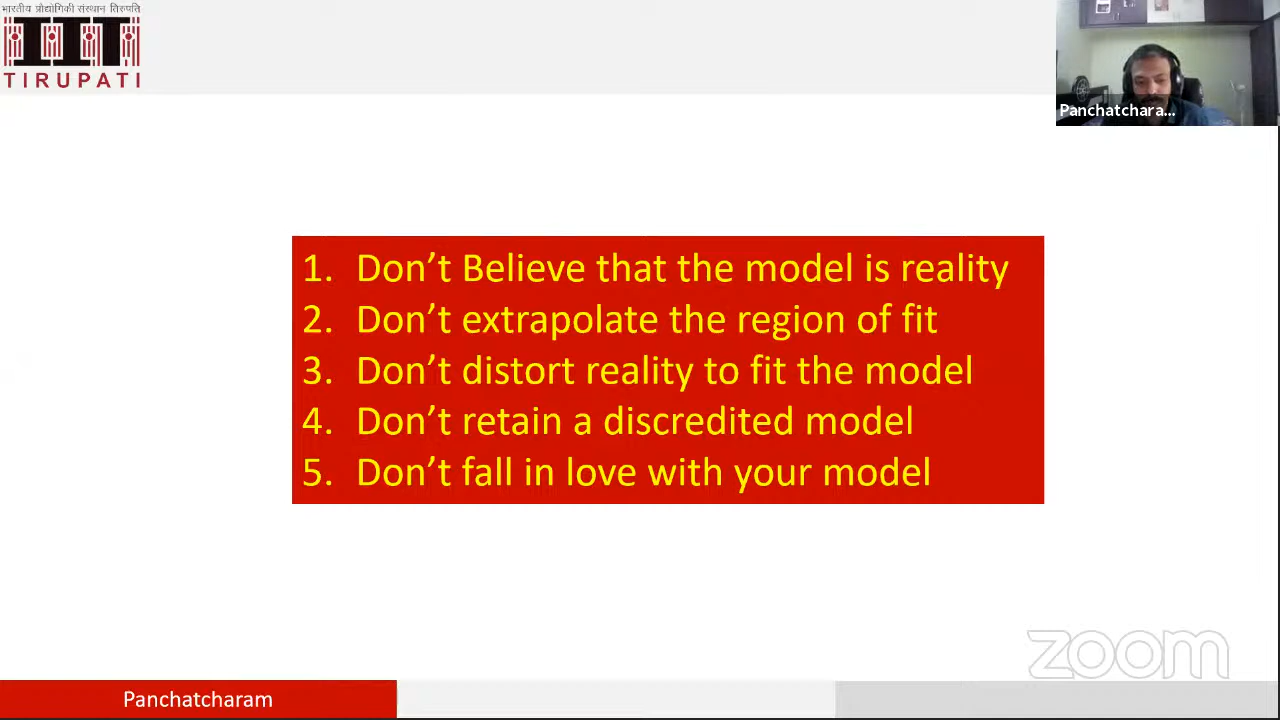 भारतीय प्रौद्योगिकी संस्थान तिरुपति
TIRUPATI
Panchatchara...
1. Don't Believe that the model is reality
2. Don't extrapolate the region of fit
3. Don't distort reality to fit the model
4. Don't retain a discredited model
5. Don't fall in love with your model
zoom
Panchatcharam